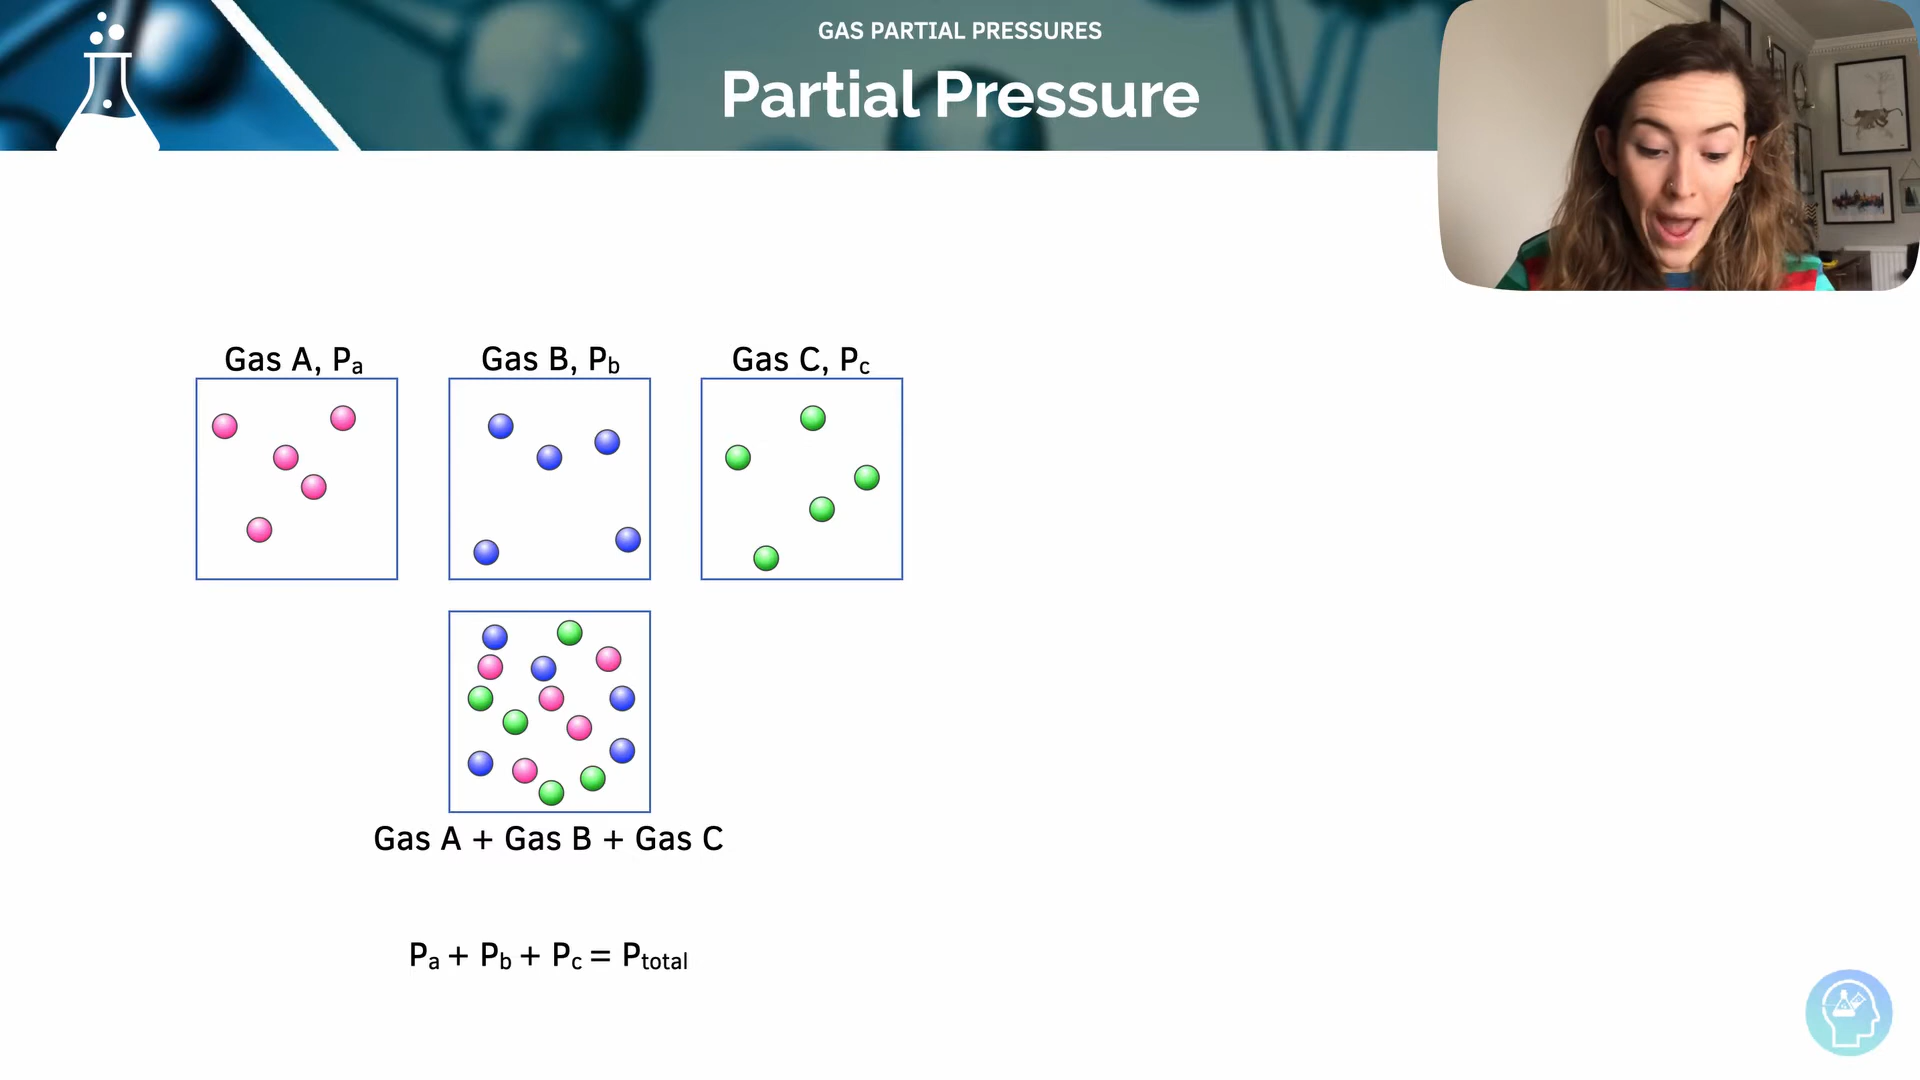 GAS PARTIAL PRESSURES
Partial Pressure
Gas A, Pa
Gas B, Pb
Gas C, Pc
Gas A + Gas B + Gas C
Pa + Pb + Pc = Ptotal